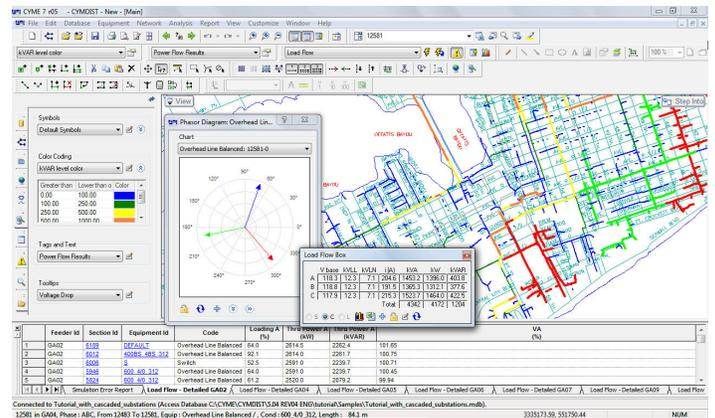 CYME 7 r05 - CYMDIST - New - [Main]
File Edit Database Equipment Network Analysis Report View Customize Window Help
12581
KVAR level color Power Flow Results Load Flow 100 %
View
Step Into
Symbols
Default Symbols
Color Coding
kVAR level color
Greater than Lower than o Color
0.00 100.00
100.00 250.00
250.00 500.00
500.00 1000.00
Tags and Text
Power Flow Results
Tooltips
Voltage Drop
Phasor Diagram: Overhead Lin...
Chart
Overhead Line Balanced: 12581-0
90°
120° 60°
30°
0°
180°
210°
240° 300°
270°
OFFATTS BAYOU
OFFATTS BAYOU
BAYOU
Load Flow Box
V base kVLL kVLN i(A) kVA kW kVAR
A 118.3 12.3 7.1 204.6 1453.2 1396.0 403.8
B 118.8 12.3 7.1 191.5 1365.3 1312.1 377.6
C 117.9 12.3 7.1 215.3 1523.7 1464.0 422.5
Total: 4342 4172 1204
S C L
Feeder Id Section Id Equipment Id Code Loading A (%) Thru Power A (kW) Thru Power A (kVAR) VA (%)
1 GA02 6189 DEFAULT Overhead Line Balanced 64.0 2614.5 2262.4 101.65
2 GA02 6012 400BS_4BS_312 Overhead Line Balanced 92.1 2614.0 2261.7 100.75
3 GA02 6006 S Switch 52.5 2591.0 2239.7 100.71
4 GA02 5946 600_4/0_312 Overhead Line Balanced 64.0 2591.0 2239.7 100.45
5 GA02 5824 600_4/0_312 Overhead Line Balanced 61.2 2520.0 2079.2 99.94
Simulation Error Report Load Flow - Detailed GA02 Load Flow - Detailed GA04 Load Flow - Detailed GA05 Load Flow - Detailed GA06 Load Flow - Detailed GA07 Load Flow - Detailed GA09 Load Flow
Connected to Tutorial_with_cascaded_substations (Access Database C:\CYME\CYMDIST\5.04 REV04 ENG\tutorial\Samples\Tutorial_with_cascaded_substations.mdb).
12581 in GA04, Phase : ABC, From 12483 To 12581, Equip : Overhead Line Balanced / , Cond : 600_4/0_312, Length : 84.1 m 3335173.59, 551750.44 NUM